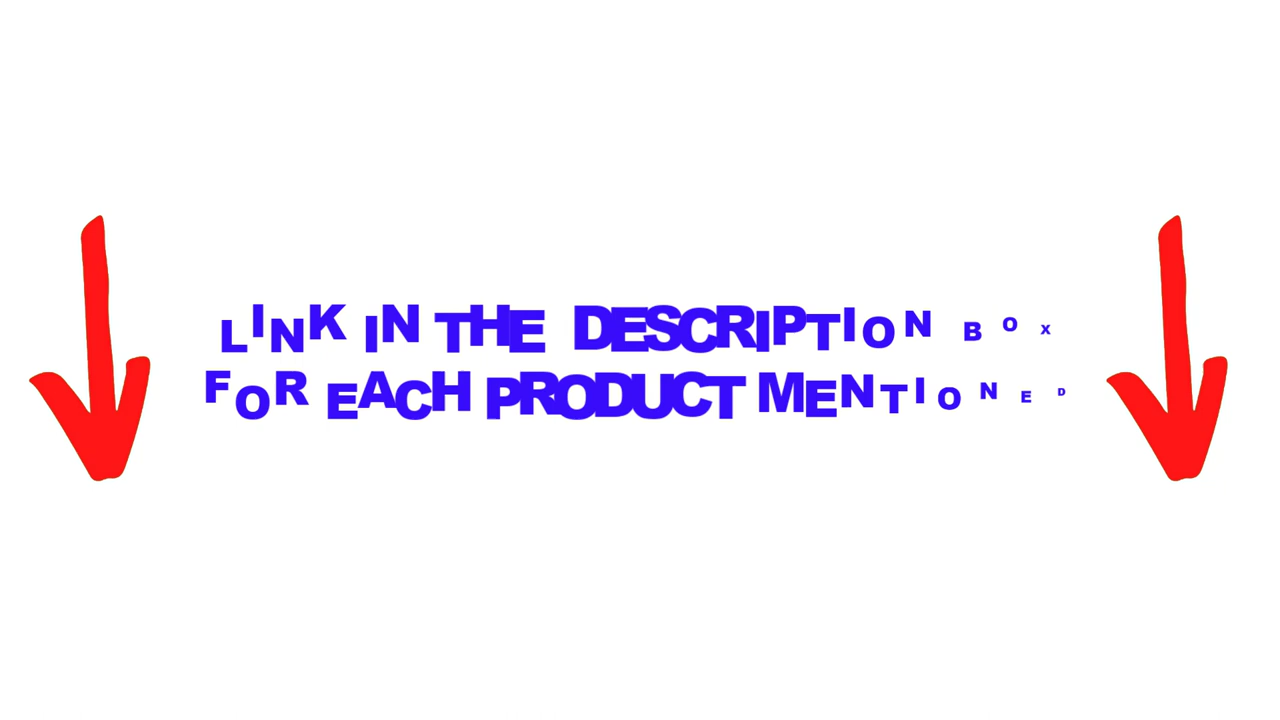 LINK IN THE DESCRIPTION BOX
FOR EACH PRODUCT MENTIONED